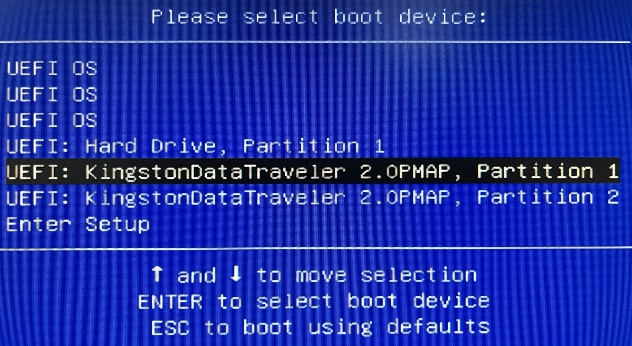 Please select boot device:
UEFI OS
UEFI OS
UEFI OS
UEFI: Hard Drive, Partition 1
UEFI: KingstonDataTraveler 2.0PMAP, Partition 1
UEFI: KingstonDataTraveler 2.0PMAP, Partition 2
Enter Setup
↑ and ↓ to move selection
ENTER to select boot device
ESC to boot using defaults